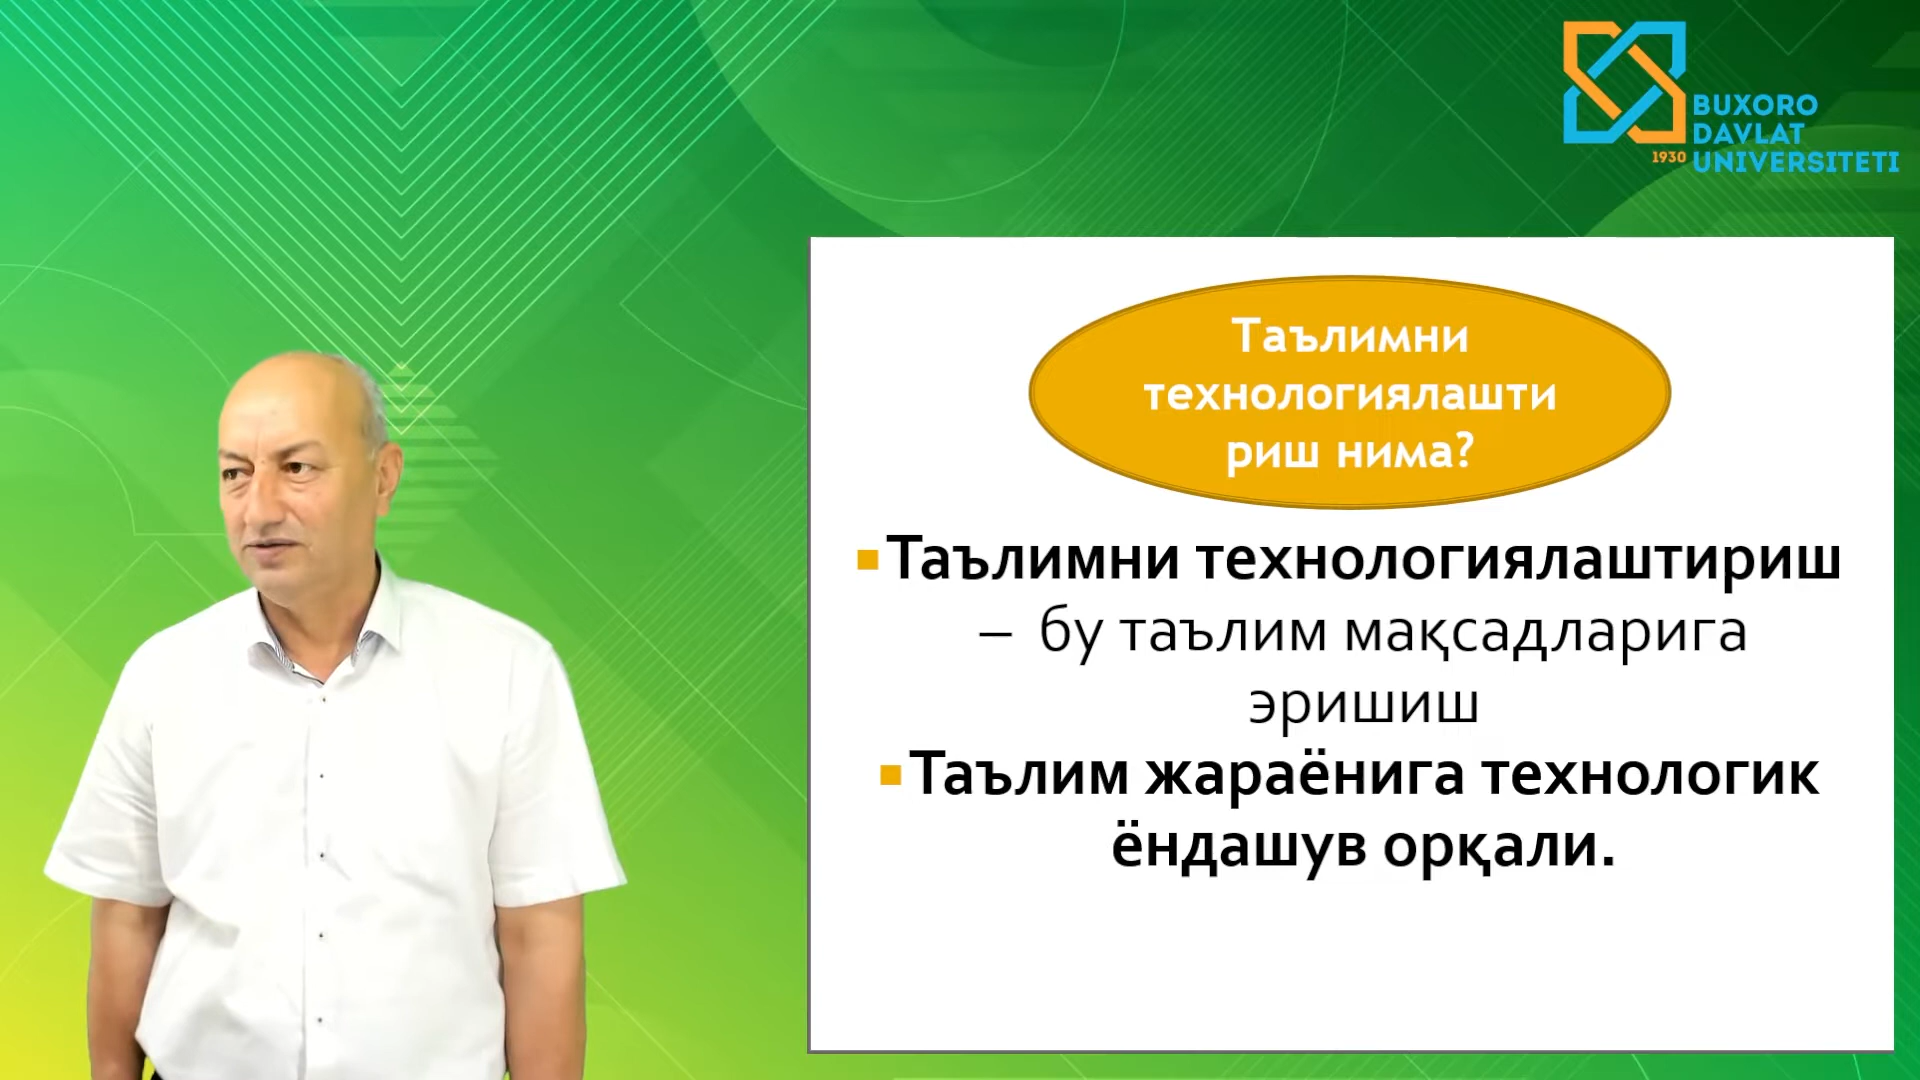 BUXORO
DAVLAT
1930 UNIVERSITETI
Таълимни
технологиялашти
риш нима?
Таълимни технологиялаштириш
– бу таълим мақсадларига
эришиш
Таълим жараёнига технологик
ёндашув орқали.